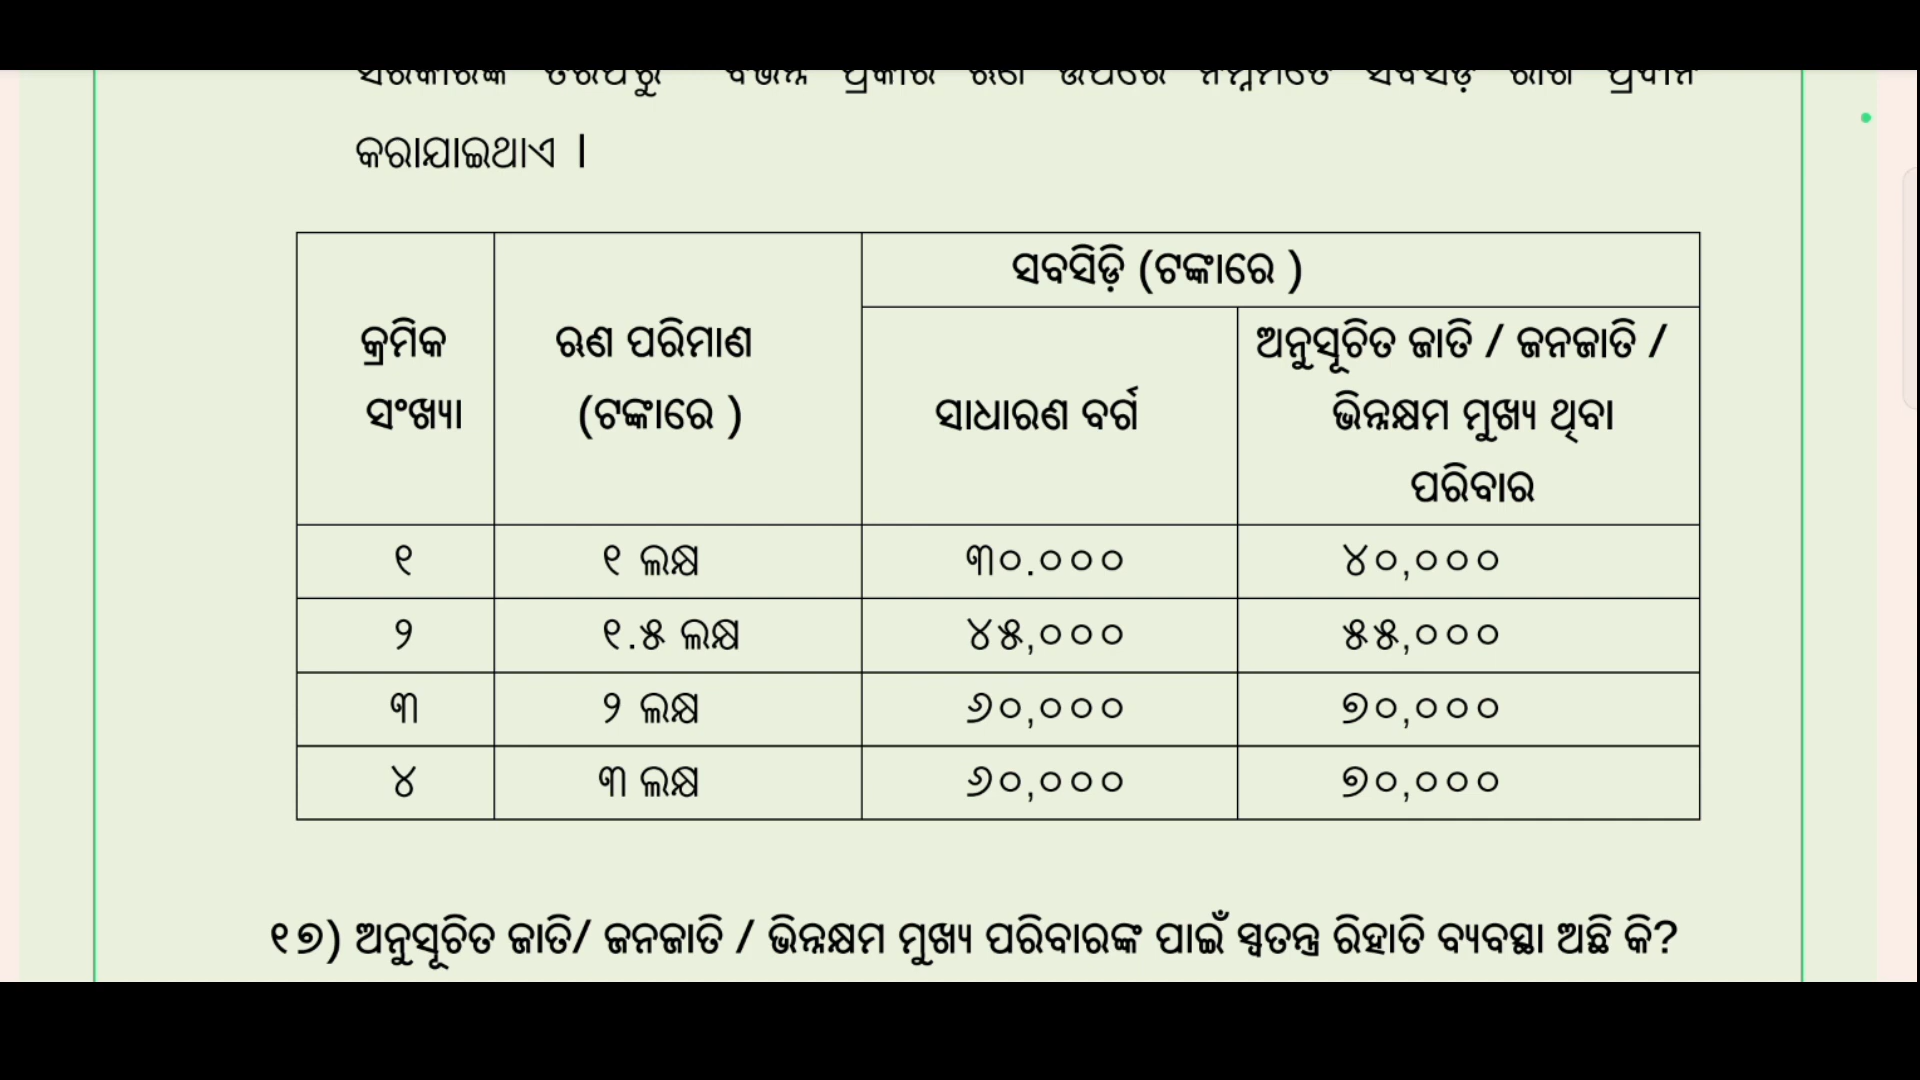 କରାଯାଇଥାଏ |
ସବସିଡ଼ି (ଟଙ୍କାରେ )
କ୍ରମିକ
ସଂଖ୍ୟା
ଋଣ ପରିମାଣ
(ଟଙ୍କାରେ )
ସାଧାରଣ ବର୍ଗ
ଅନୁସୂଚିତ ଜାତି / ଜନଜାତି /
ଭିନ୍ନକ୍ଷମ ମୁଖ୍ୟ ଥିବା
ପରିବାର
୧ ୧ ଲକ୍ଷ ୩୦.୦୦୦ ୪୦,୦୦୦
୨ ୧.୫ ଲକ୍ଷ ୪୫,୦୦୦ ୫୫,୦୦୦
୩ ୨ ଲକ୍ଷ ୬୦,୦୦୦ ୭୦,୦୦୦
୪ ୩ ଲକ୍ଷ ୬୦,୦୦୦ ୭୦,୦୦୦
୧୭) ଅନୁସୂଚିତ ଜାତି/ ଜନଜାତି / ଭିନ୍ନକ୍ଷମ ମୁଖ୍ୟ ପରିବାରଙ୍କ ପାଇଁ ସ୍ୱତନ୍ତ୍ର ରିହାତି ବ୍ୟବସ୍ଥା ଅଛି କି?